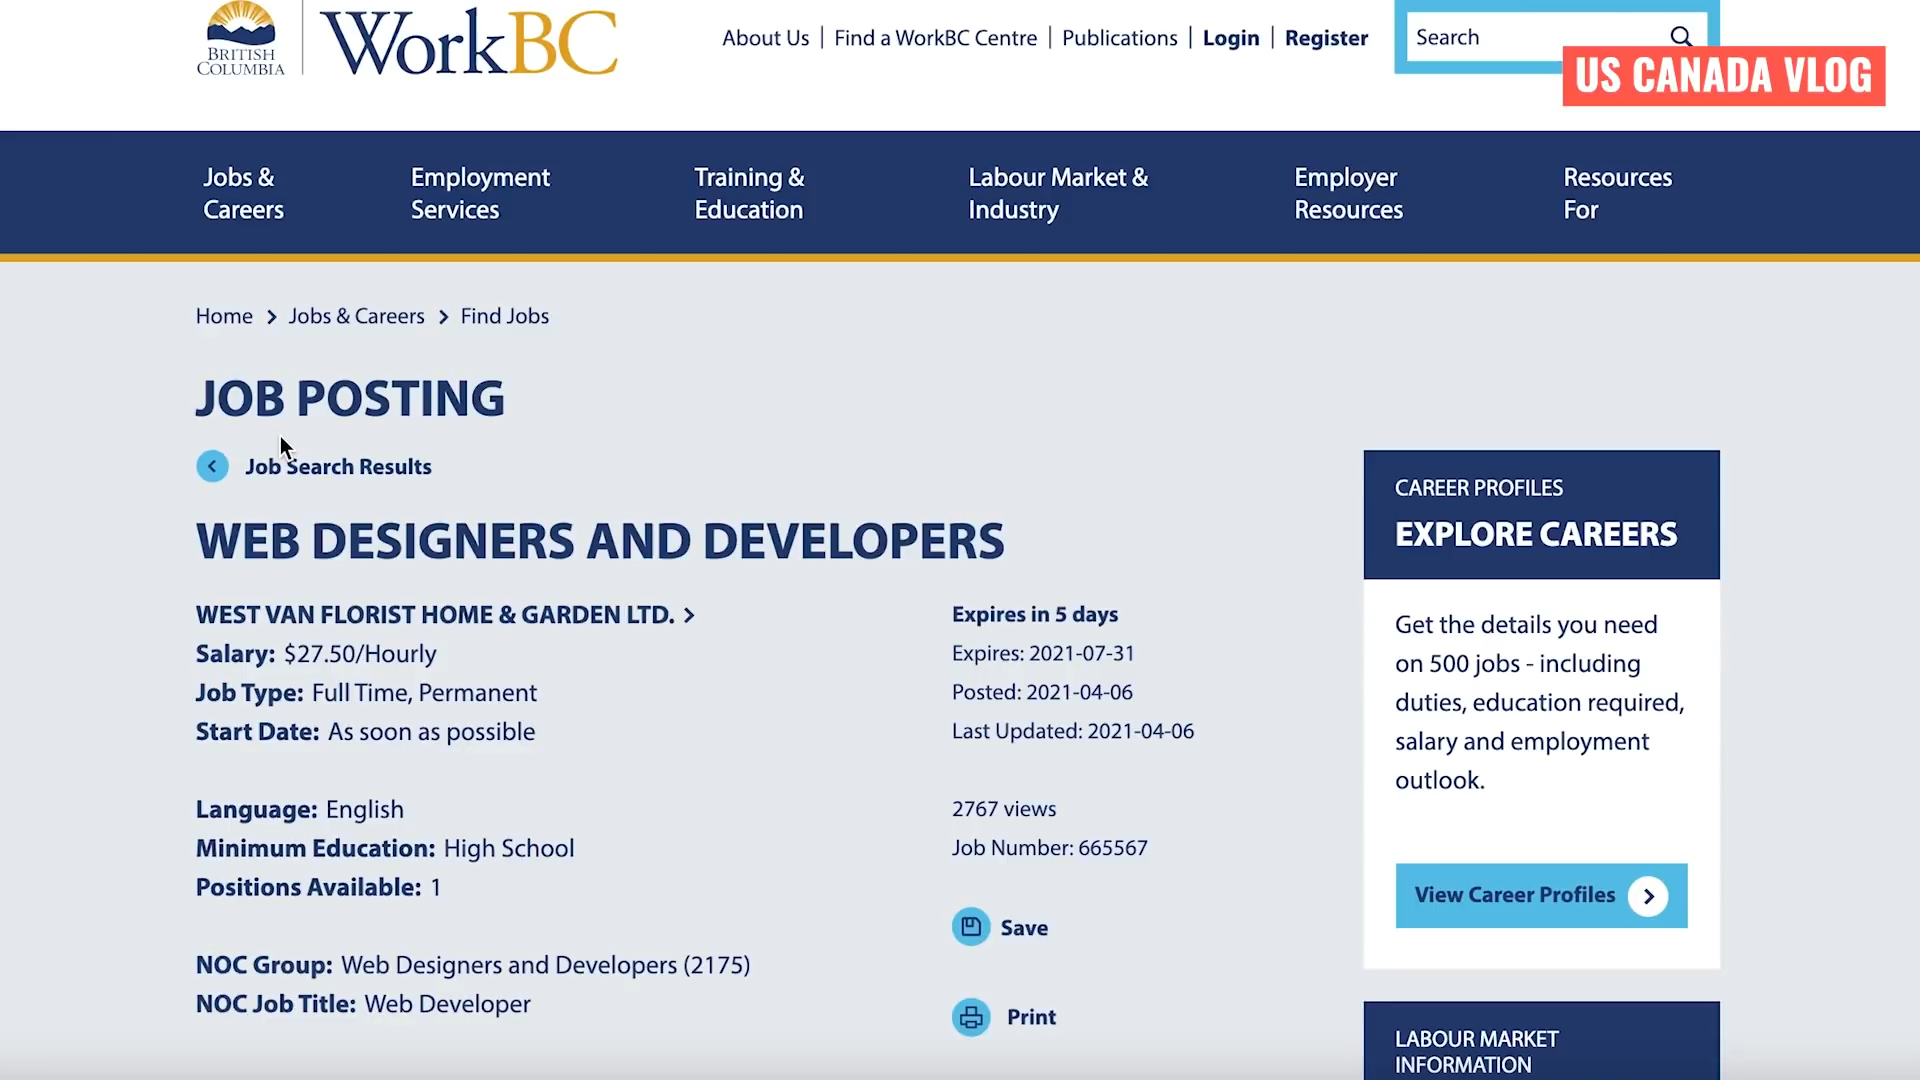 BRITISH
COLUMBIA
WorkBC
About Us | Find a WorkBC Centre | Publications | Login | Register
Search
US CANADA VLOG
Jobs &
Careers
Employment
Services
Training &
Education
Labour Market &
Industry
Employer
Resources
Resources
For
Home > Jobs & Careers > Find Jobs
JOB POSTING
Job Search Results
WEB DESIGNERS AND DEVELOPERS
WEST VAN FLORIST HOME & GARDEN LTD. >
Salary: $27.50/Hourly
Job Type: Full Time, Permanent
Start Date: As soon as possible
Language: English
Minimum Education: High School
Positions Available: 1
NOC Group: Web Designers and Developers (2175)
NOC Job Title: Web Developer
Expires in 5 days
Expires: 2021-07-31
Posted: 2021-04-06
Last Updated: 2021-04-06
2767 views
Job Number: 665567
Save
Print
CAREER PROFILES
EXPLORE CAREERS
Get the details you need
on 500 jobs - including
duties, education required,
salary and employment
outlook.
View Career Profiles
LABOUR MARKET
INFORMATION